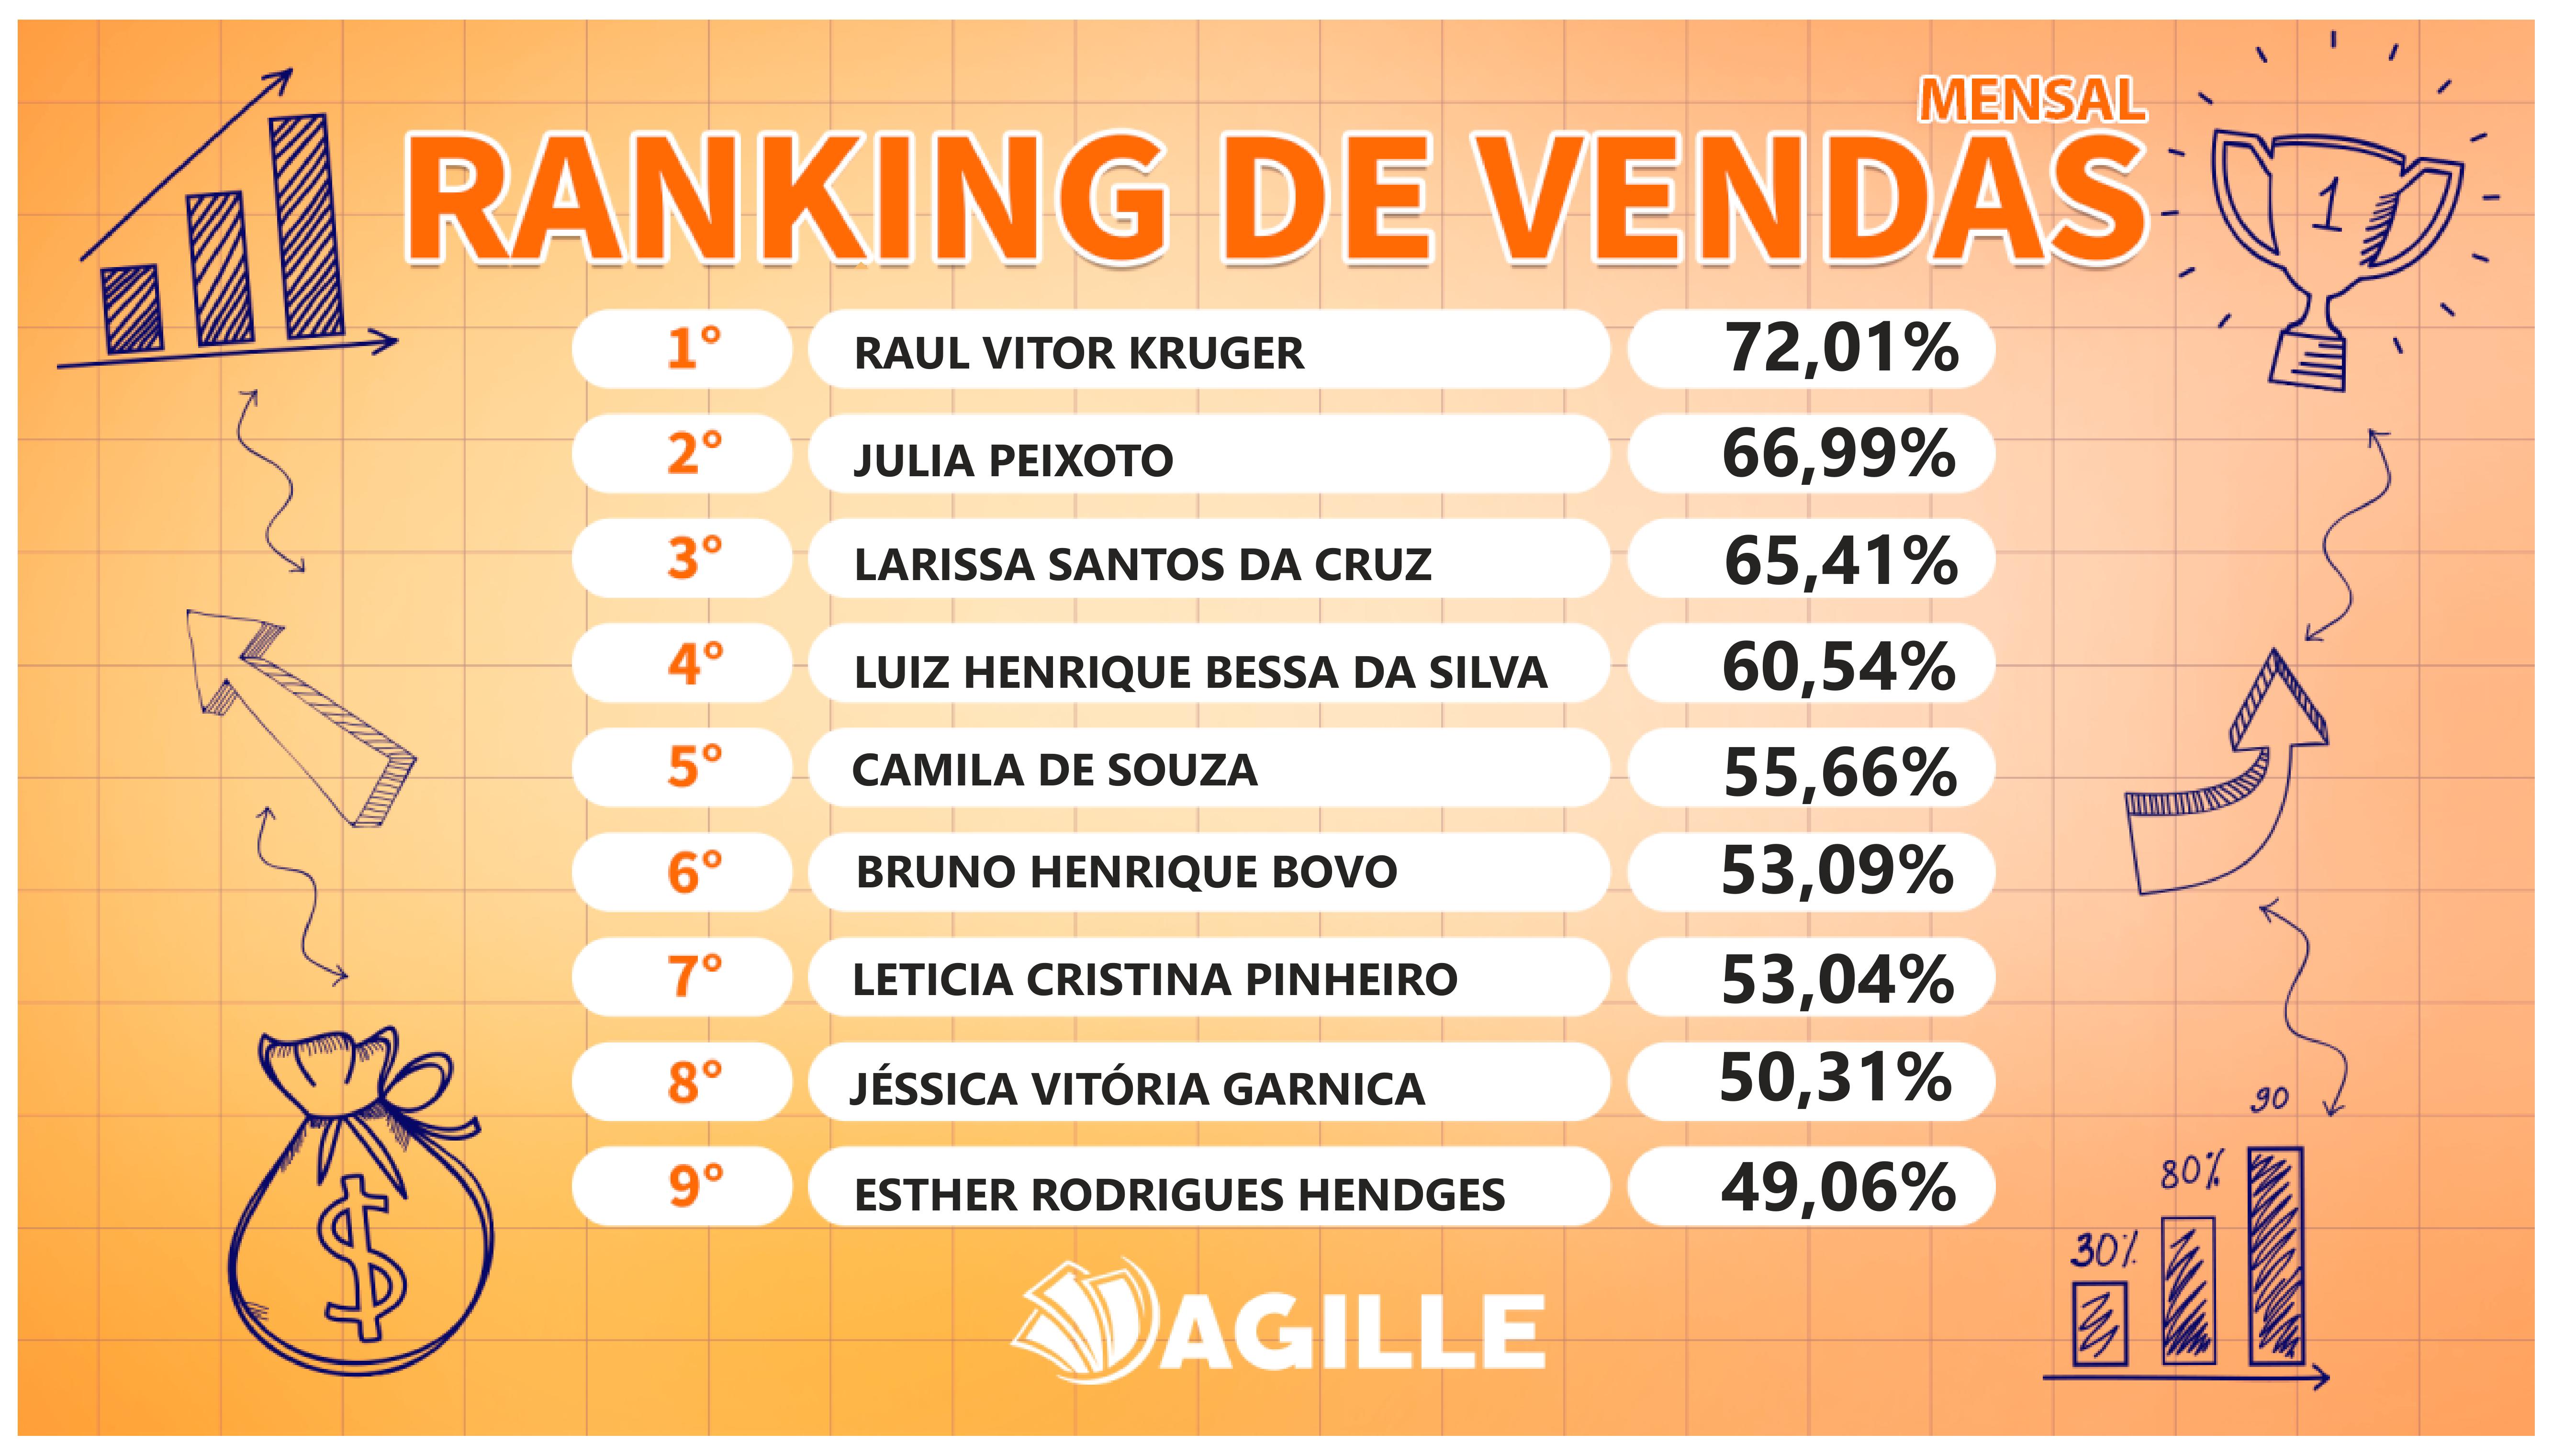 MENSAL
RANKING DE VENDAS
1
1° RAUL VITOR KRUGER 72,01%
2° JULIA PEIXOTO 66,99%
3° LARISSA SANTOS DA CRUZ 65,41%
4° LUIZ HENRIQUE BESSA DA SILVA 60,54%
5° CAMILA DE SOUZA 55,66%
6° BRUNO HENRIQUE BOVO 53,09%
7° LETICIA CRISTINA PINHEIRO 53,04%
8° JÉSSICA VITÓRIA GARNICA 50,31%
9° ESTHER RODRIGUES HENDGES 49,06%
$
90
80%
30%
AGILLE